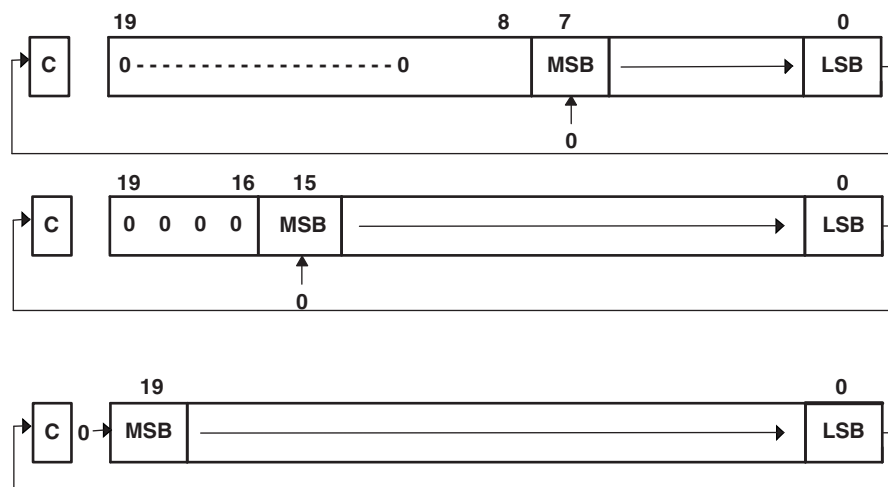 19 8 7 0
C 0--------------------0 MSB LSB
0
19 16 15 0
C 0 0 0 0 MSB LSB
0
19 0
C 0 MSB LSB